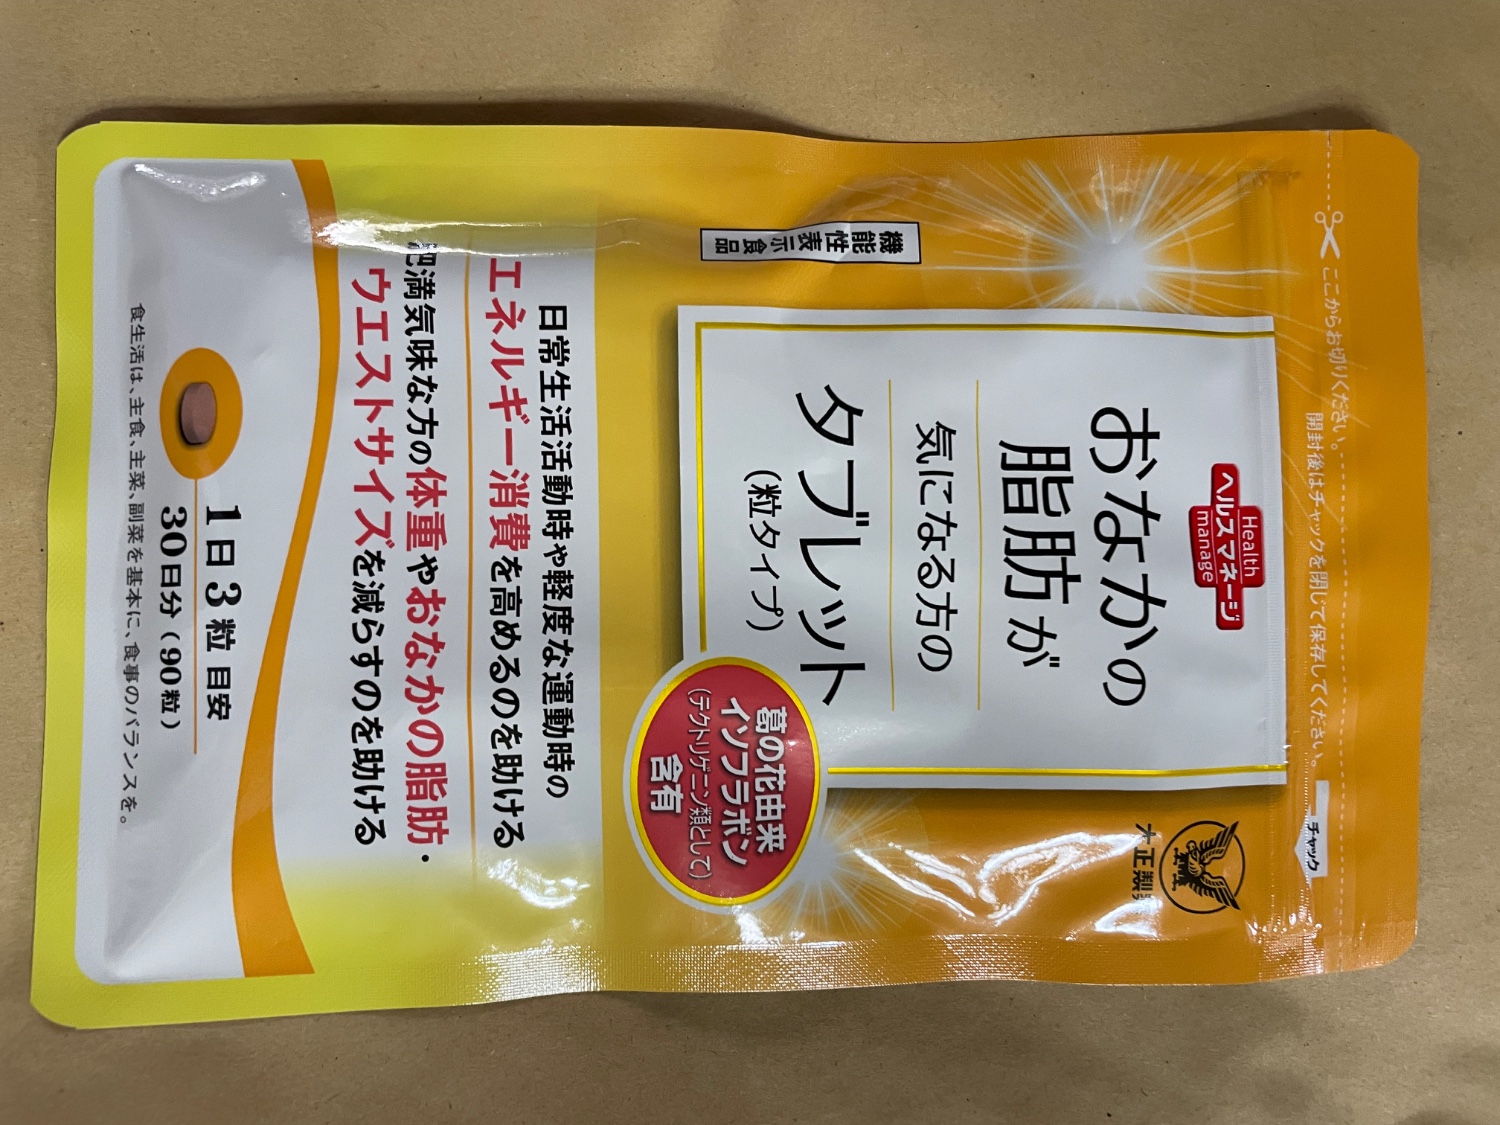 ここからお切りください。
開封後はチャックを閉じて保存してください。
チャック
Health
ヘルスマネージ
manage
大正製
おなかの
脂肪が
気になる方の
タブレット
(粒タイプ)
機能性表示食品
葛の花由来
イソフラボン
(テクトリゲニン類として)
含有
日常生活活動時や軽度な運動時の
エネルギー消費を高めるのを助ける
肥満気味な方の体重やおなかの脂肪・
ウエストサイズを減らすのを助ける
1日3粒 目安
30日分(90粒)
食生活は、主食、主菜、副菜を基本に、食事のバランスを。